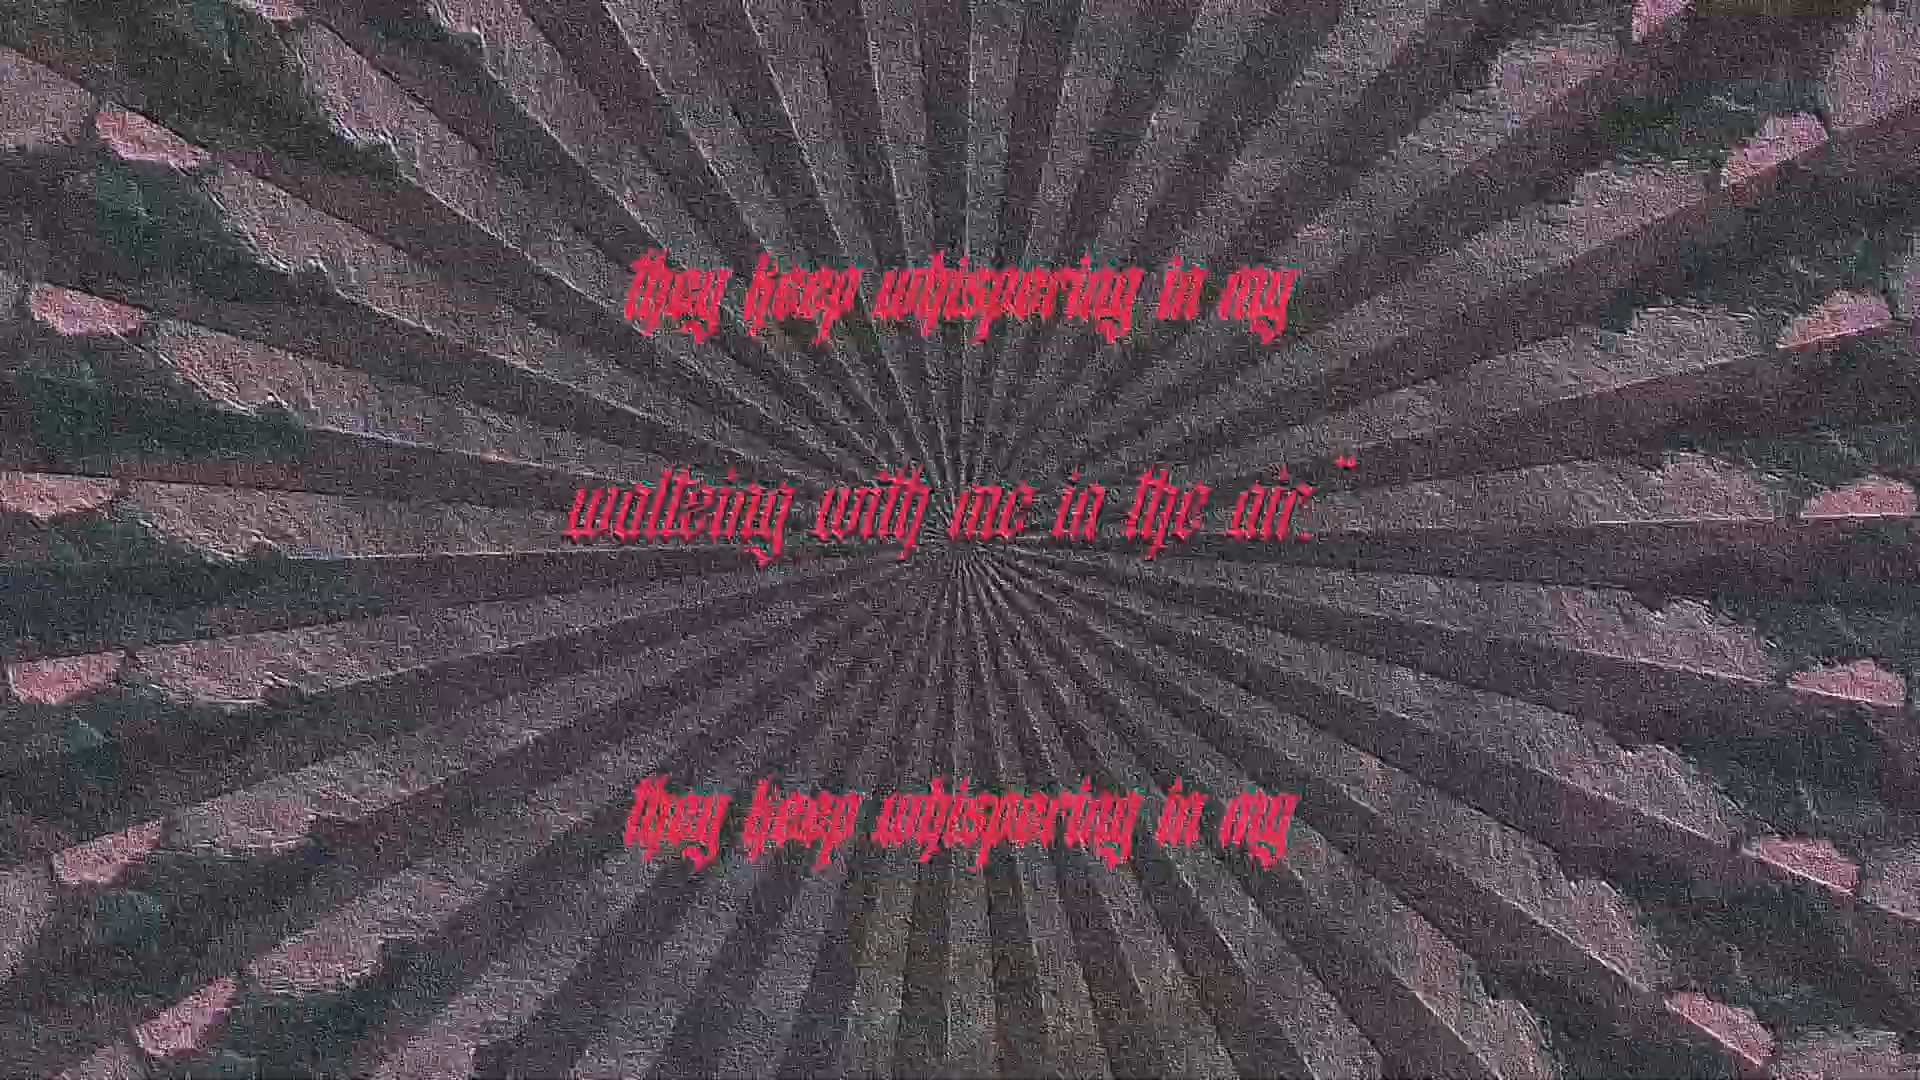 they keep whispering in my
waltzing with me in the air."
they keep whispering in my